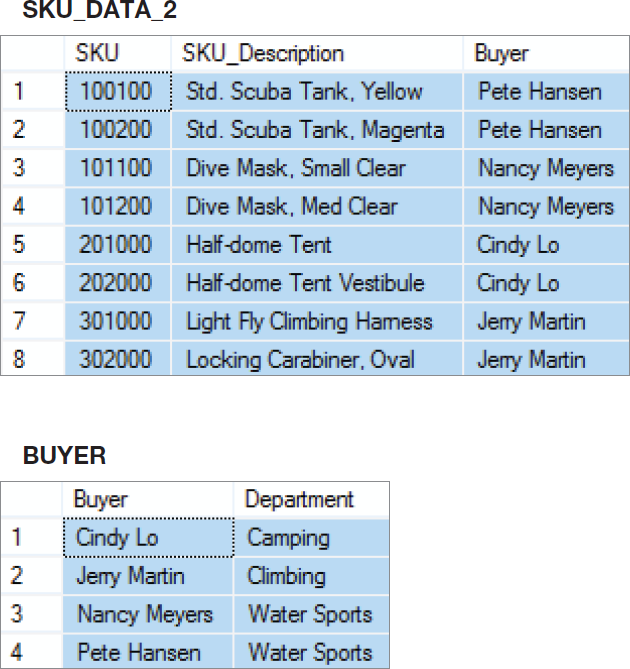 SKU_DATA_2
SKU SKU_Description Buyer
1 100100 Std. Scuba Tank, Yellow Pete Hansen
2 100200 Std. Scuba Tank, Magenta Pete Hansen
3 101100 Dive Mask, Small Clear Nancy Meyers
4 101200 Dive Mask, Med Clear Nancy Meyers
5 201000 Half-dome Tent Cindy Lo
6 202000 Half-dome Tent Vestibule Cindy Lo
7 301000 Light Fly Climbing Harness Jerry Martin
8 302000 Locking Carabiner, Oval Jerry Martin
BUYER
Buyer Department
1 Cindy Lo Camping
2 Jerry Martin Climbing
3 Nancy Meyers Water Sports
4 Pete Hansen Water Sports